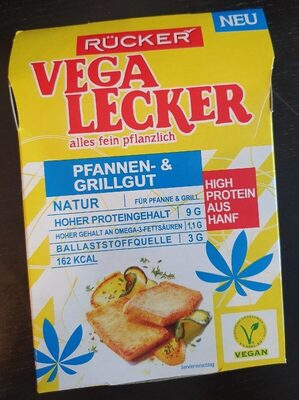 NEU
RÜCKER
VEGA
LECKER
alles fein pflanzlich
PFANNEN- &
GRILLGUT
NATUR FÜR PFANNE & GRILL
HOHER PROTEINGEHALT 9 G
HOHER GEHALT AN OMEGA-3-FETTSÄUREN 1,1 G
BALLASTSTOFFQUELLE 3 G
162 KCAL
HIGH
PROTEIN
AUS
HANF
Serviervorschlag
VEGAN